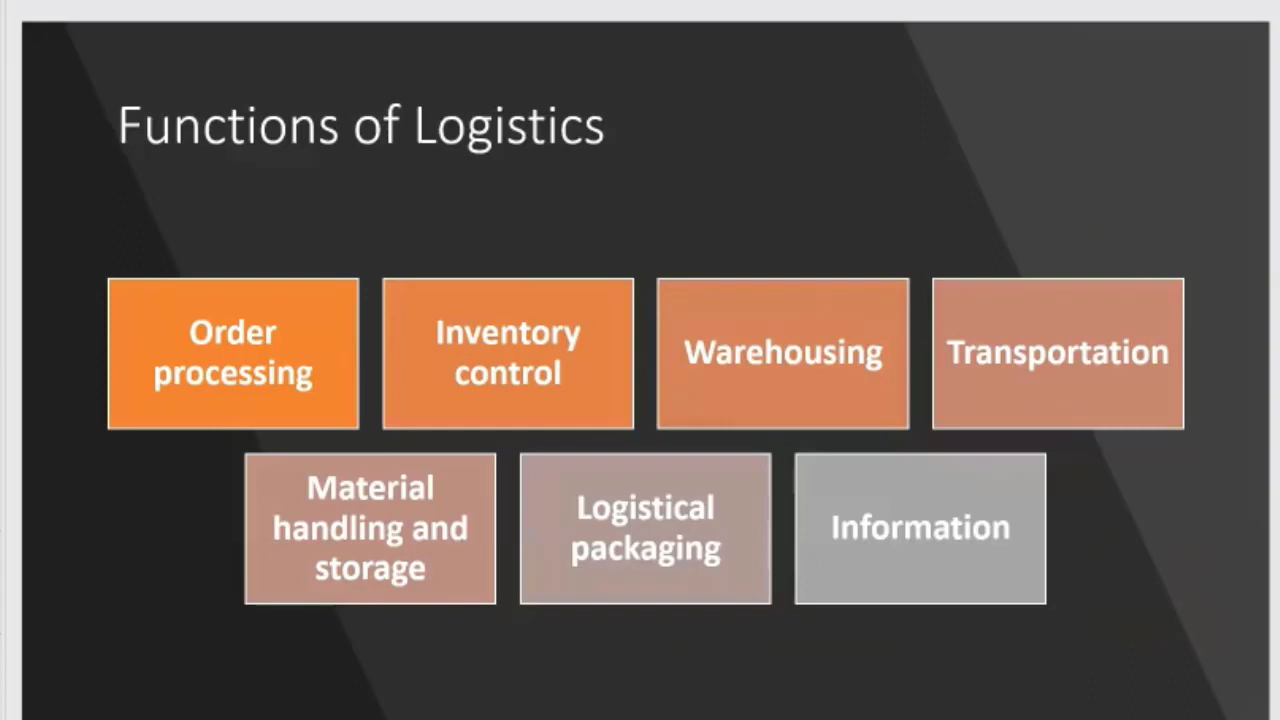 Functions of Logistics
Order
processing
Inventory
control
Warehousing
Transportation
Material
handling and
storage
Logistical
packaging
Information